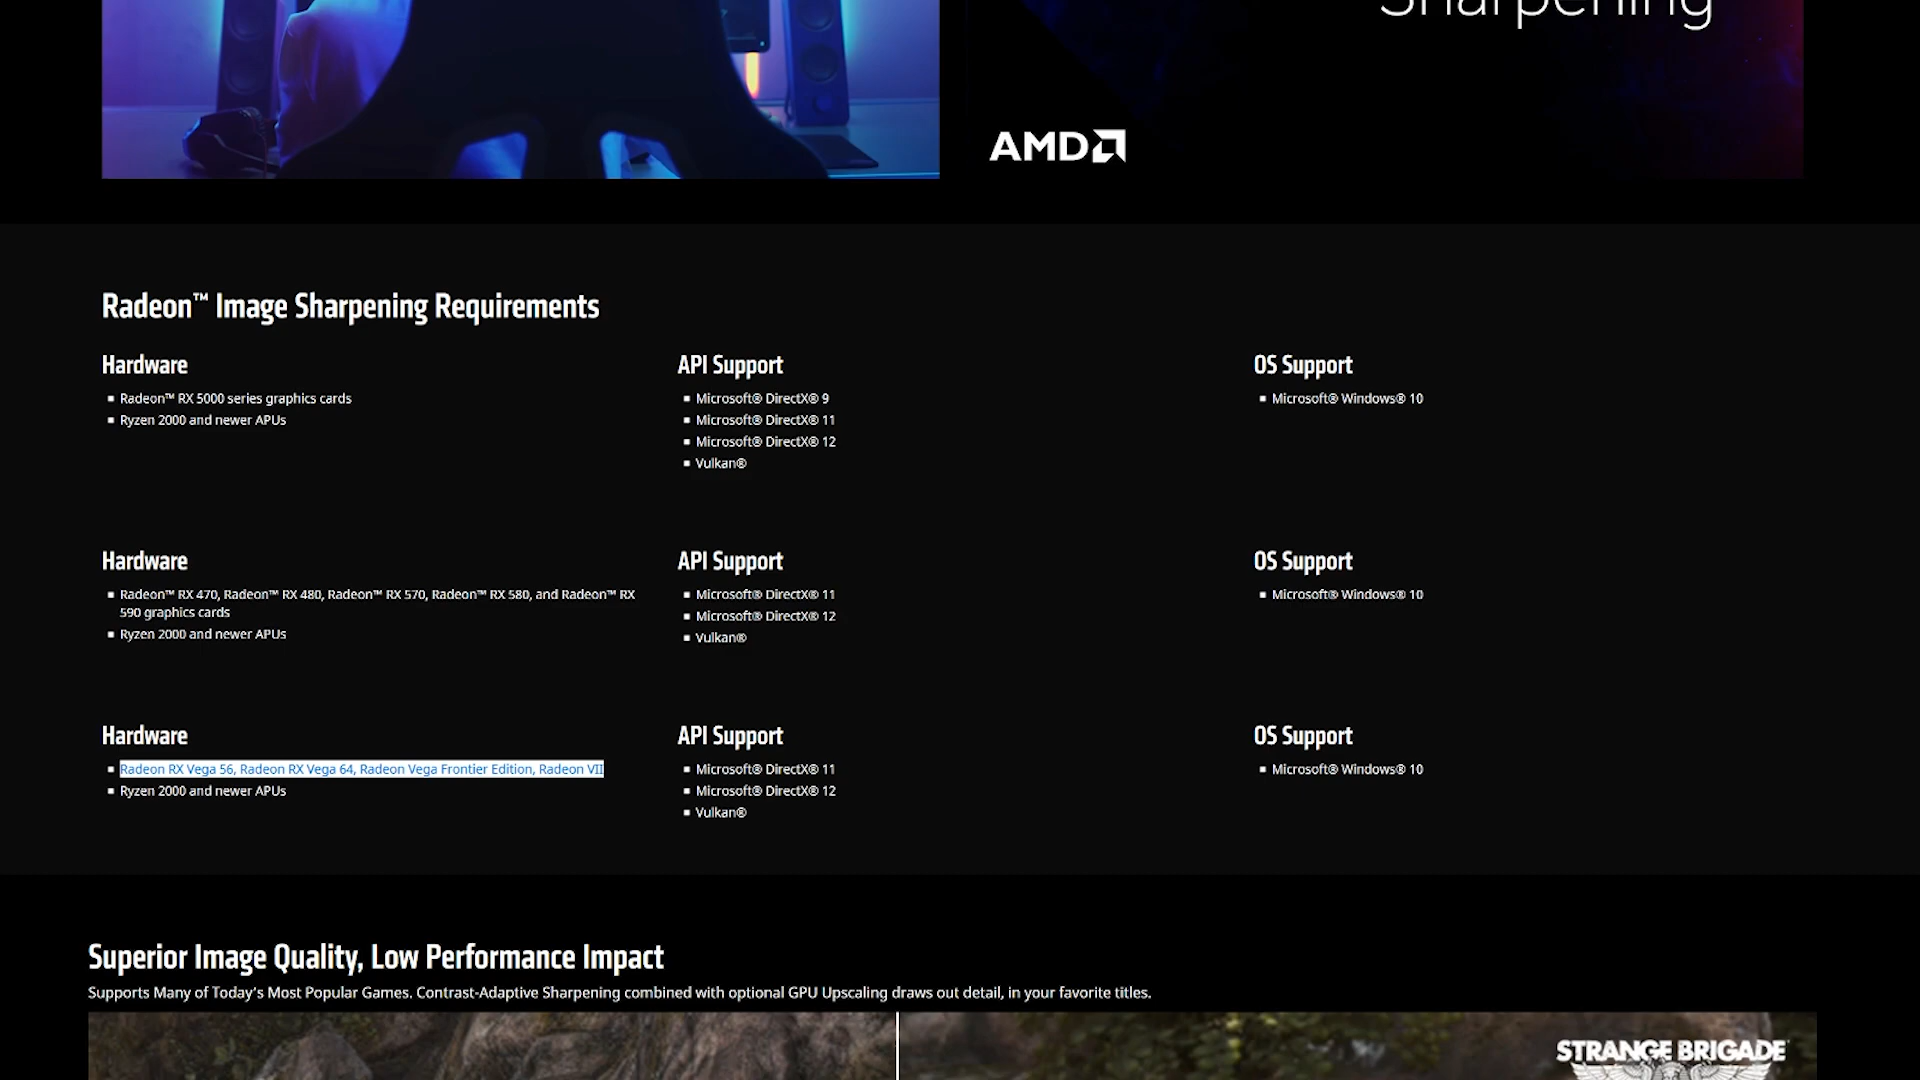 Sharpening
AMD
Radeon™ Image Sharpening Requirements
Hardware
▪ Radeon™ RX 5000 series graphics cards
▪ Ryzen 2000 and newer APUs
API Support
▪ Microsoft® DirectX® 9
▪ Microsoft® DirectX® 11
▪ Microsoft® DirectX® 12
▪ Vulkan®
OS Support
▪ Microsoft® Windows® 10
Hardware
▪ Radeon™ RX 470, Radeon™ RX 480, Radeon™ RX 570, Radeon™ RX 580, and Radeon™ RX
590 graphics cards
▪ Ryzen 2000 and newer APUs
API Support
▪ Microsoft® DirectX® 11
▪ Microsoft® DirectX® 12
▪ Vulkan®
OS Support
▪ Microsoft® Windows® 10
Hardware
▪ Radeon RX Vega 56, Radeon RX Vega 64, Radeon Vega Frontier Edition, Radeon VII
▪ Ryzen 2000 and newer APUs
API Support
▪ Microsoft® DirectX® 11
▪ Microsoft® DirectX® 12
▪ Vulkan®
OS Support
▪ Microsoft® Windows® 10
Superior Image Quality, Low Performance Impact
Supports Many of Today's Most Popular Games. Contrast-Adaptive Sharpening combined with optional GPU Upscaling draws out detail, in your favorite titles.
STRANGE BRIGADE